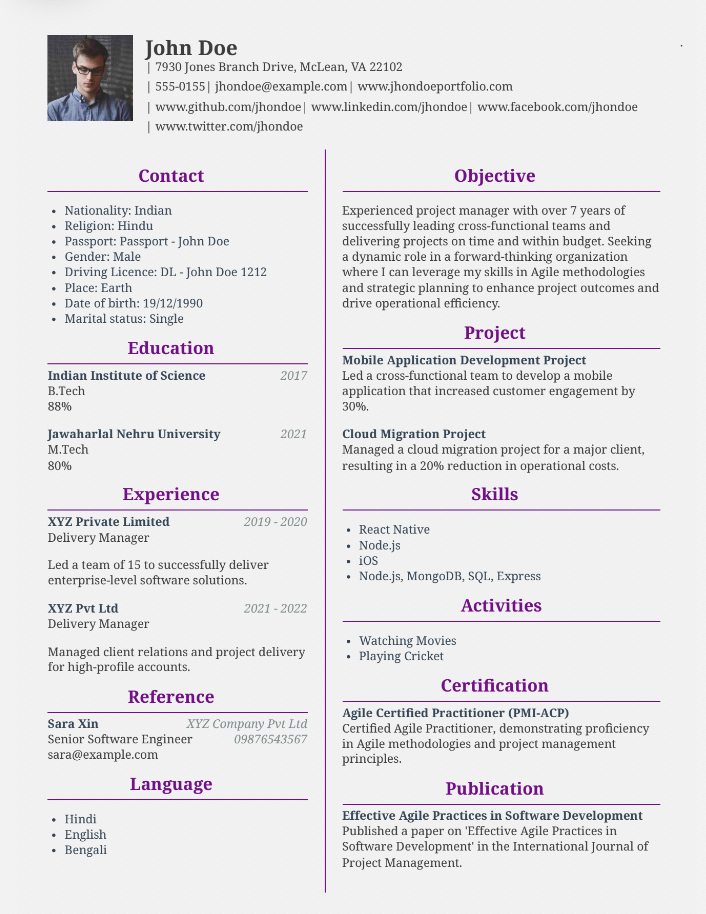 John Doe
| 7930 Jones Branch Drive, McLean, VA 22102
| 555-0155| jhondoe@example.com| www.jhondoeportfolio.com
| www.github.com/jhondoe| www.linkedin.com/jhondoe| www.facebook.com/jhondoe
| www.twitter.com/jhondoe
Contact
• Nationality: Indian
• Religion: Hindu
• Passport: Passport - John Doe
• Gender: Male
• Driving Licence: DL - John Doe 1212
• Place: Earth
• Date of birth: 19/12/1990
• Marital status: Single
Education
Indian Institute of Science 2017
B.Tech
88%
Jawaharlal Nehru University 2021
M.Tech
80%
Experience
XYZ Private Limited 2019 - 2020
Delivery Manager
Led a team of 15 to successfully deliver
enterprise-level software solutions.
XYZ Pvt Ltd 2021 - 2022
Delivery Manager
Managed client relations and project delivery
for high-profile accounts.
Reference
Sara Xin XYZ Company Pvt Ltd
Senior Software Engineer 09876543567
sara@example.com
Language
• Hindi
• English
• Bengali
Objective
Experienced project manager with over 7 years of
successfully leading cross-functional teams and
delivering projects on time and within budget. Seeking
a dynamic role in a forward-thinking organization
where I can leverage my skills in Agile methodologies
and strategic planning to enhance project outcomes and
drive operational efficiency.
Project
Mobile Application Development Project
Led a cross-functional team to develop a mobile
application that increased customer engagement by
30%.
Cloud Migration Project
Managed a cloud migration project for a major client,
resulting in a 20% reduction in operational costs.
Skills
• React Native
• Node.js
• iOS
• Node.js, MongoDB, SQL, Express
Activities
• Watching Movies
• Playing Cricket
Certification
Agile Certified Practitioner (PMI-ACP)
Certified Agile Practitioner, demonstrating proficiency
in Agile methodologies and project management
principles.
Publication
Effective Agile Practices in Software Development
Published a paper on 'Effective Agile Practices in
Software Development' in the International Journal of
Project Management.